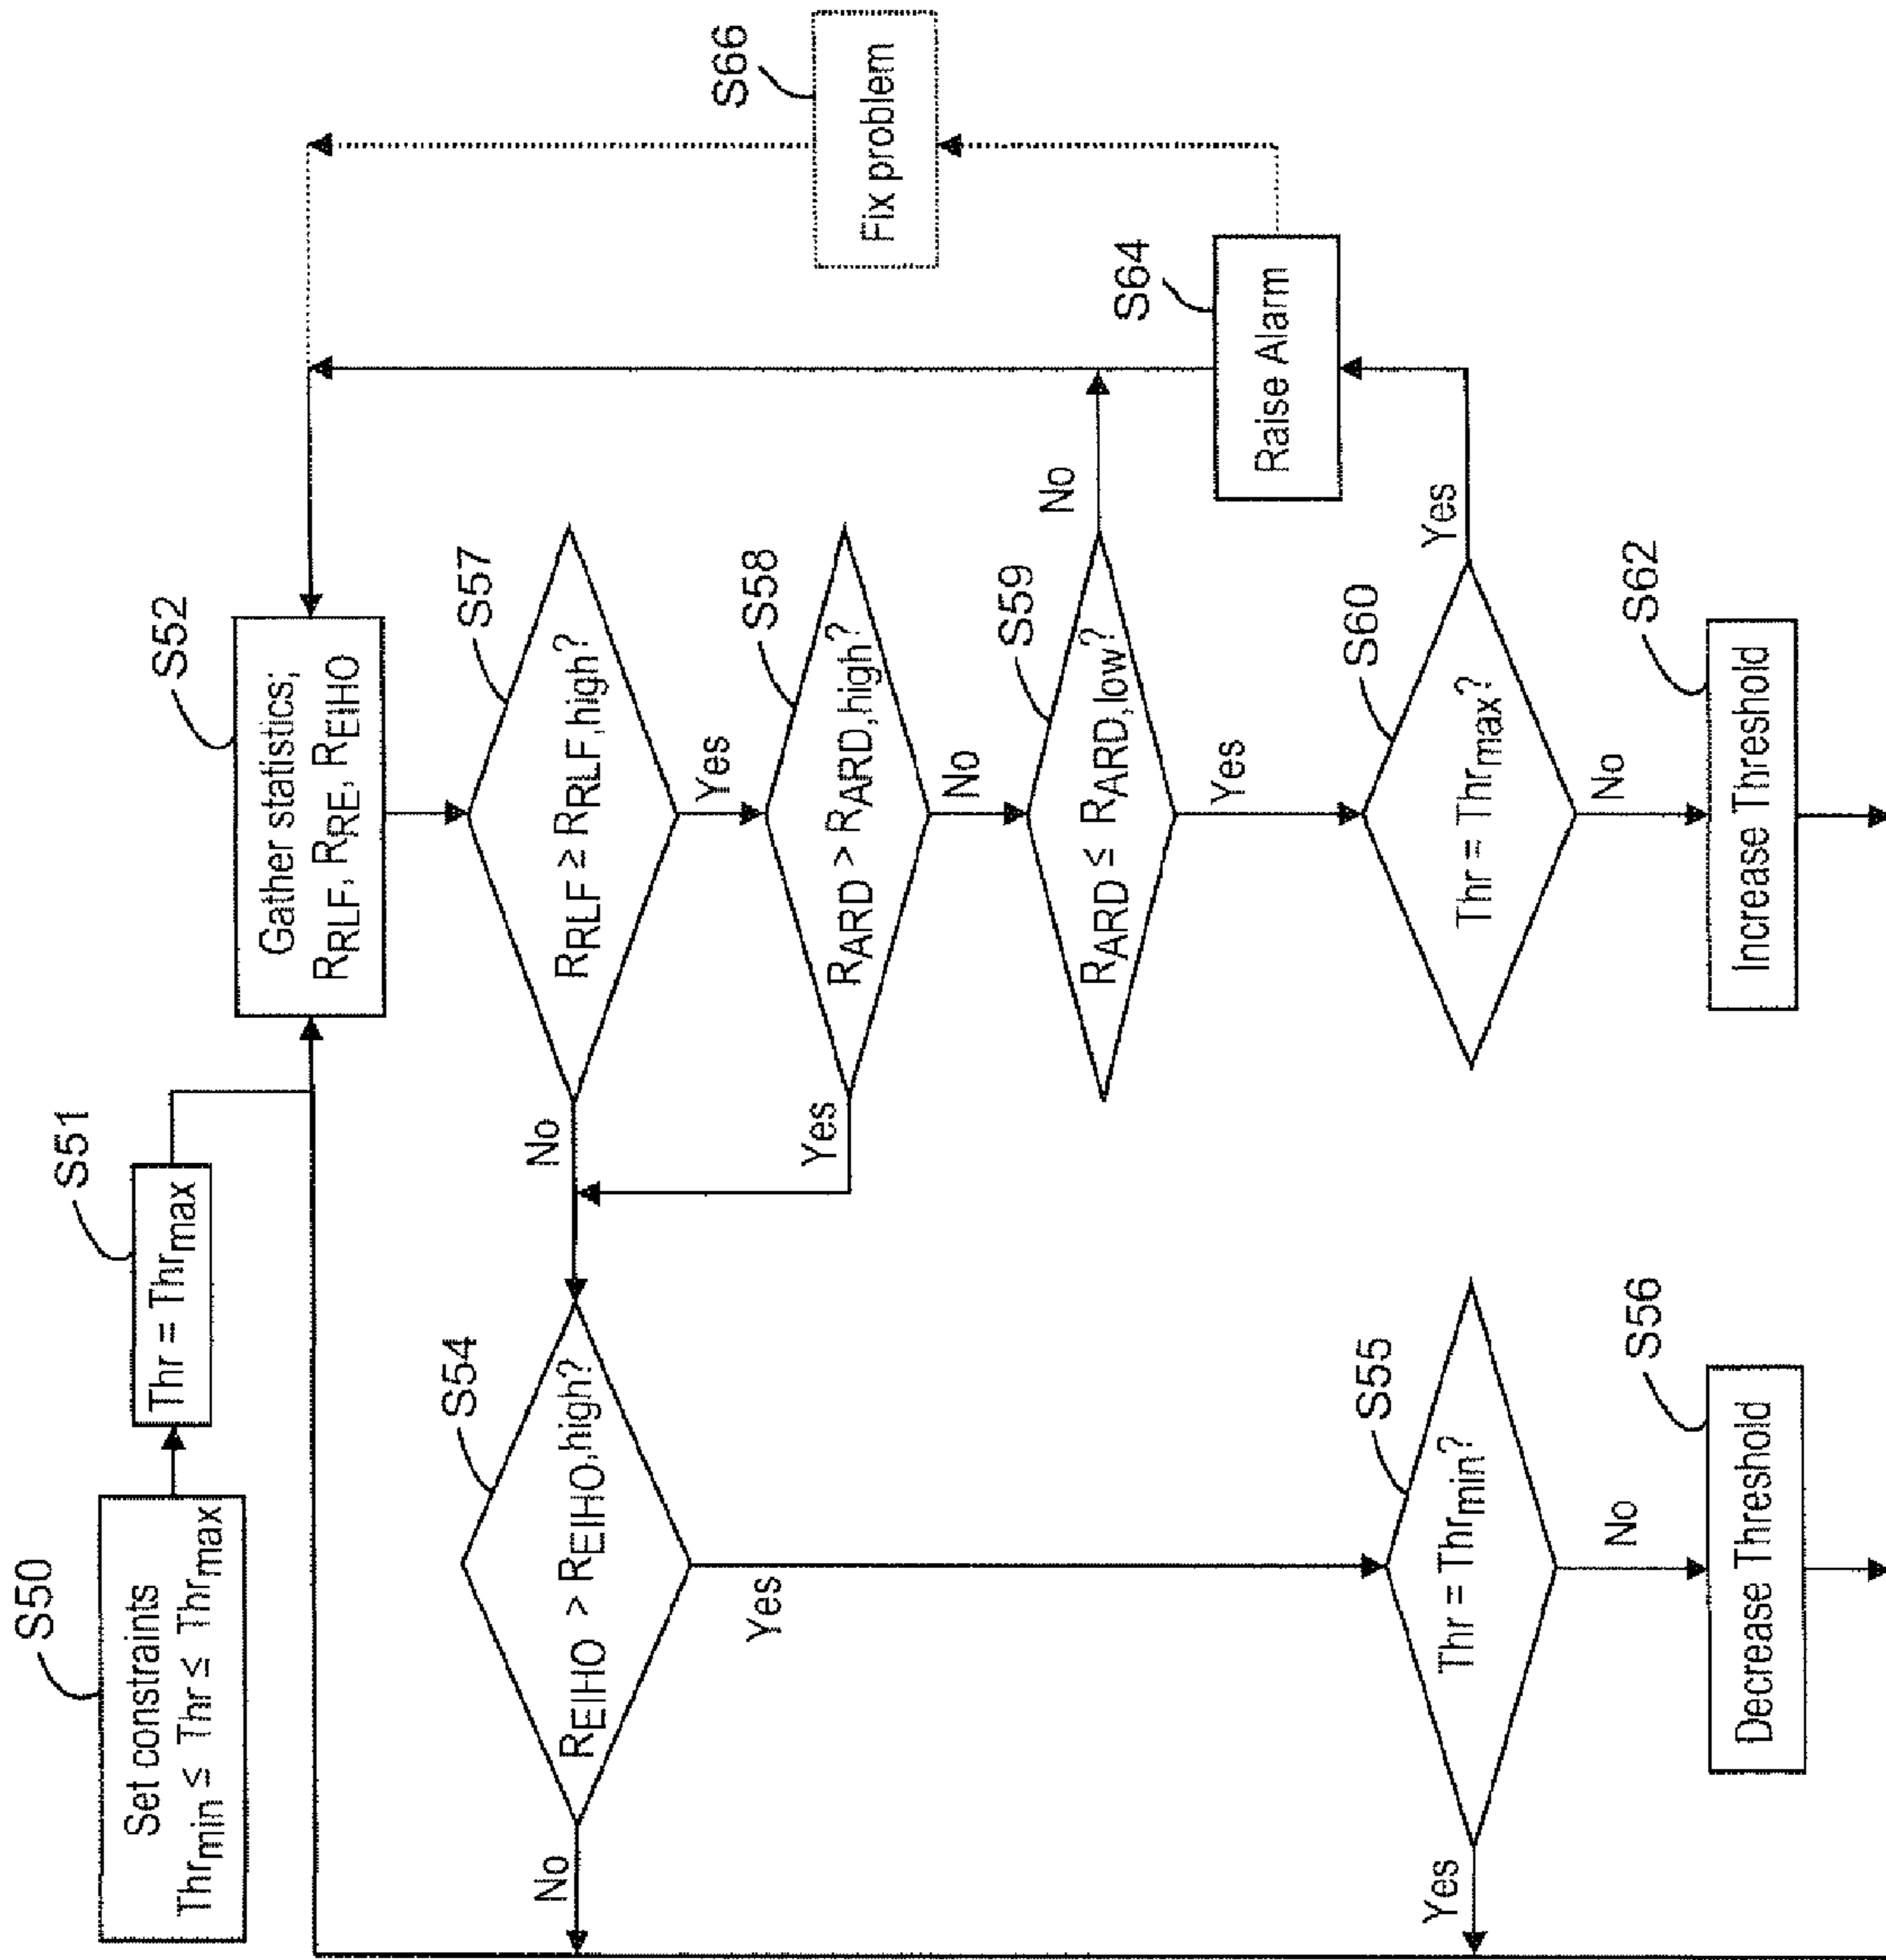 S50
Set constraints
Thrmin ≤ Thr ≤ Thrmax
S51
Thr = Thrmax
S52
Gather statistics;
RRLF, RRE, REIHO
S57
RRLF ≥ RRLF,high?
No
Yes
S58
RARD > RARD,high?
Yes
No
S59
RARD ≤ RARD,low?
No
Yes
S60
Thr = Thrmax?
Yes
No
S62
Increase Threshold
S64
Raise Alarm
S66
Fix problem
S54
REIHO > REIHO,high?
No
Yes
S55
Thr = Thrmin?
Yes
No
S56
Decrease Threshold